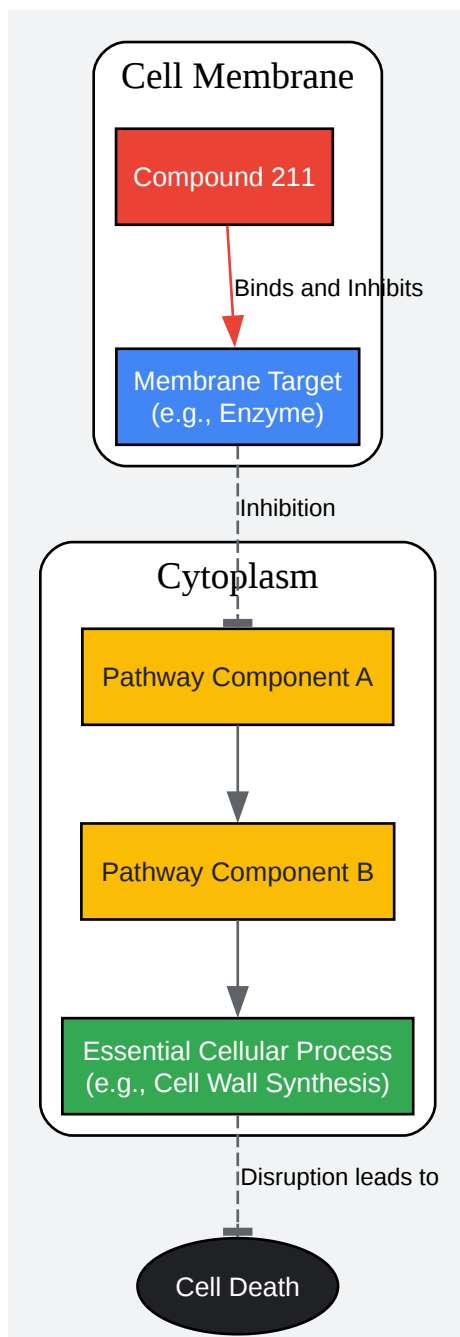 Cell Membrane
Compound 211
Binds and Inhibits
Membrane Target
(e.g., Enzyme)
Inhibition
Cytoplasm
Pathway Component A
Pathway Component B
Essential Cellular Process
(e.g., Cell Wall Synthesis)
Disruption leads to
Cell Death